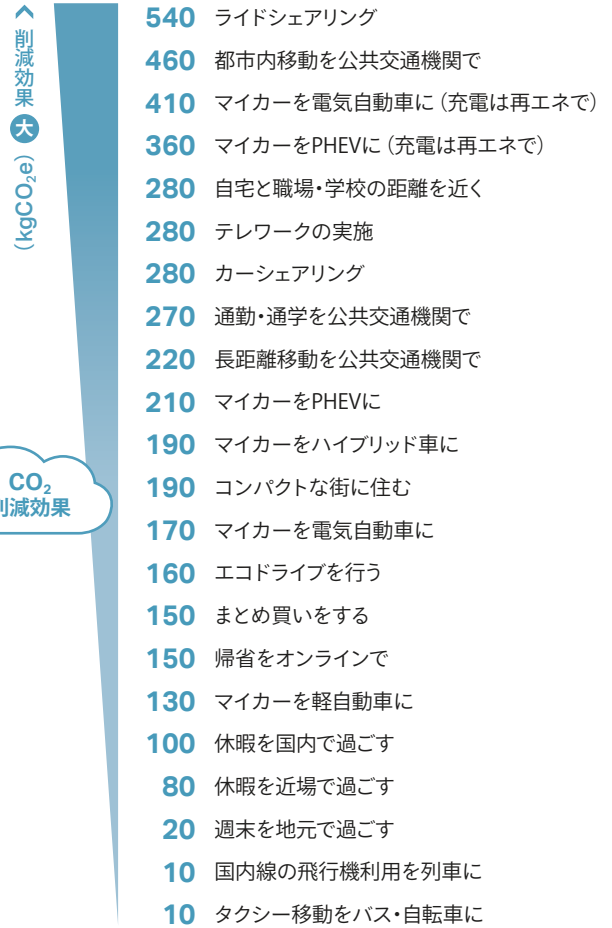 削減効果 大 (kgCO₂e)
540 ライドシェアリング
460 都市内移動を公共交通機関で
410 マイカーを電気自動車に（充電は再エネで）
360 マイカーをPHEVに（充電は再エネで）
280 自宅と職場・学校の距離を近く
280 テレワークの実施
280 カーシェアリング
270 通勤・通学を公共交通機関で
220 長距離移動を公共交通機関で
210 マイカーをPHEVに
190 マイカーをハイブリッド車に
190 コンパクトな街に住む
170 マイカーを電気自動車に
160 エコドライブを行う
150 まとめ買いをする
150 帰省をオンラインで
130 マイカーを軽自動車に
100 休暇を国内で過ごす
80 休暇を近場で過ごす
20 週末を地元で過ごす
10 国内線の飛行機利用を列車に
10 タクシー移動をバス・自転車に
CO₂
削減効果